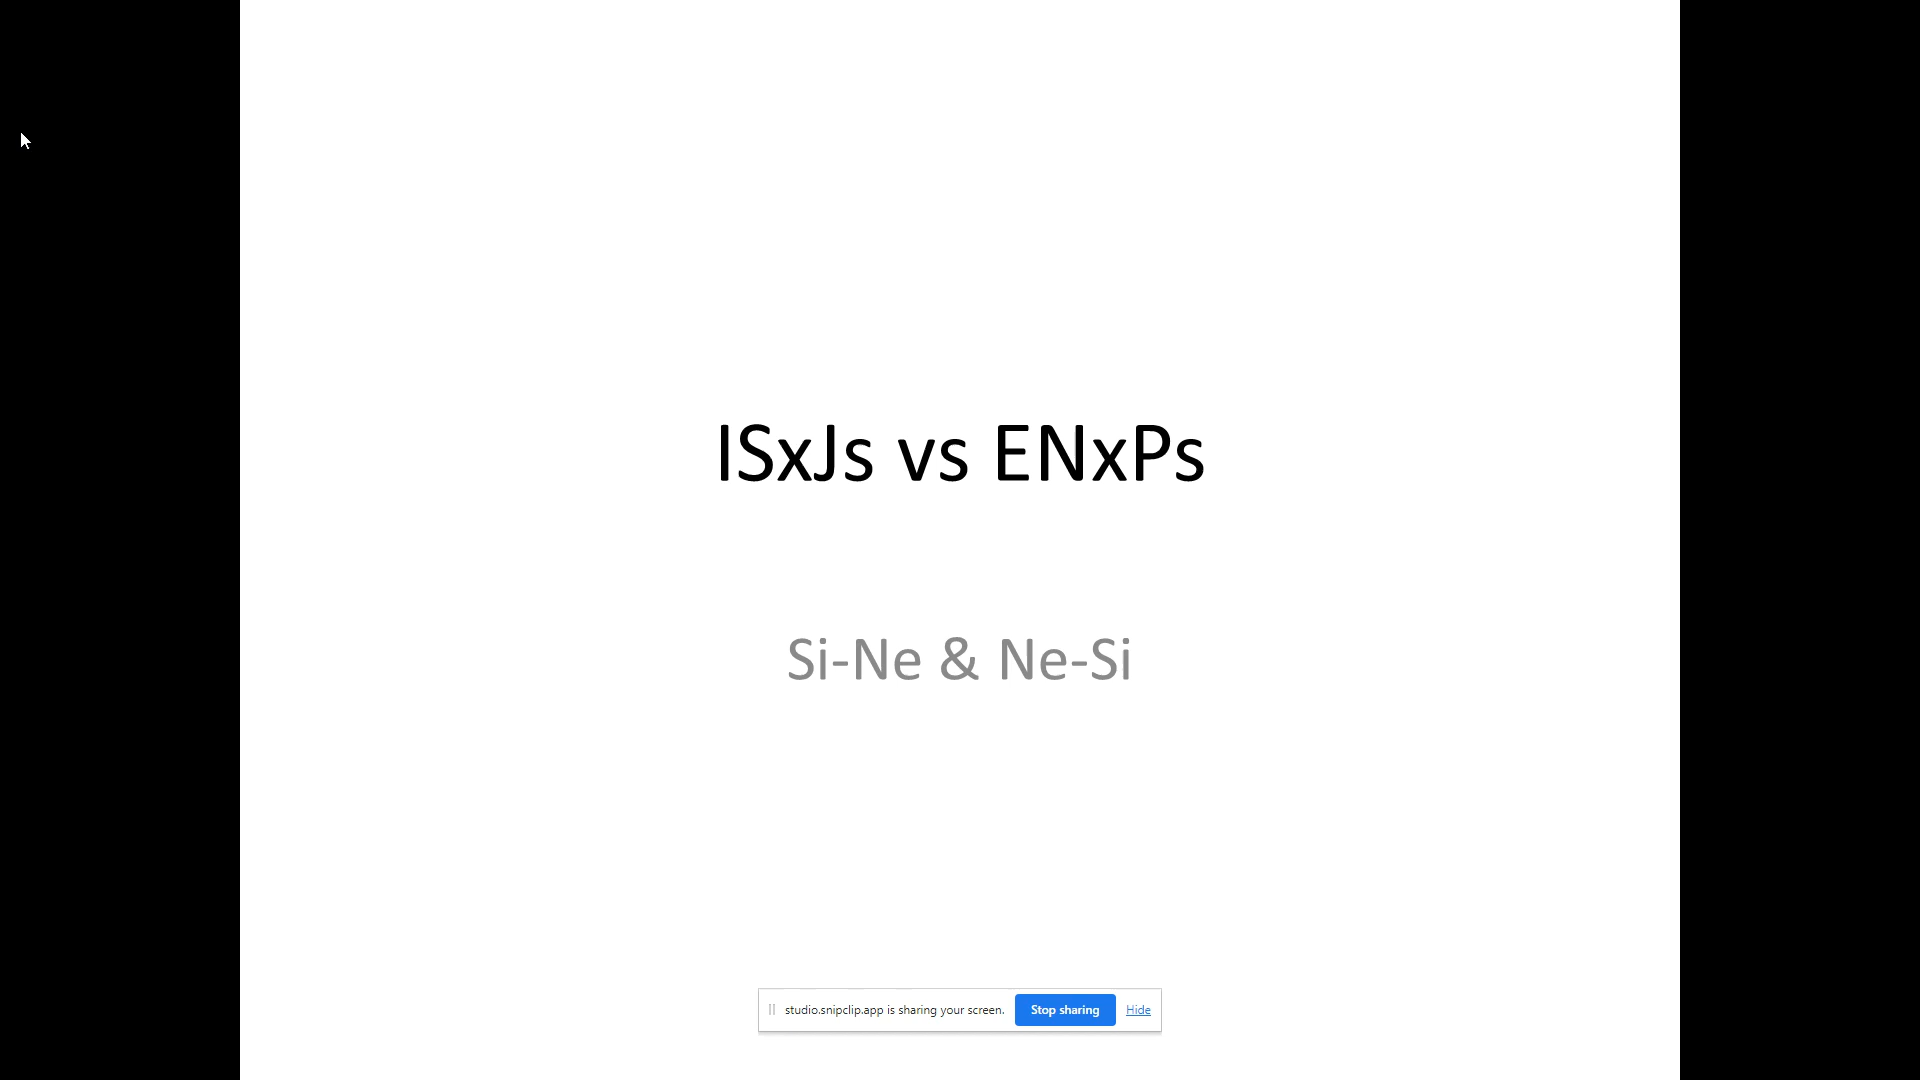 ISxJs vs ENxPs
Si-Ne & Ne-Si
studio.snipclip.app is sharing your screen. Stop sharing Hide